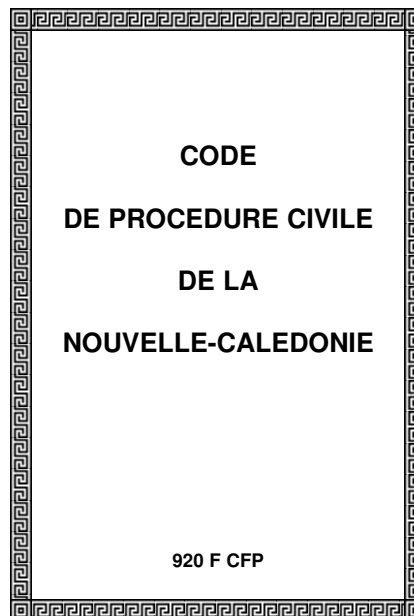 CODE
DE PROCEDURE CIVILE
DE LA
NOUVELLE-CALEDONIE
920 F CFP